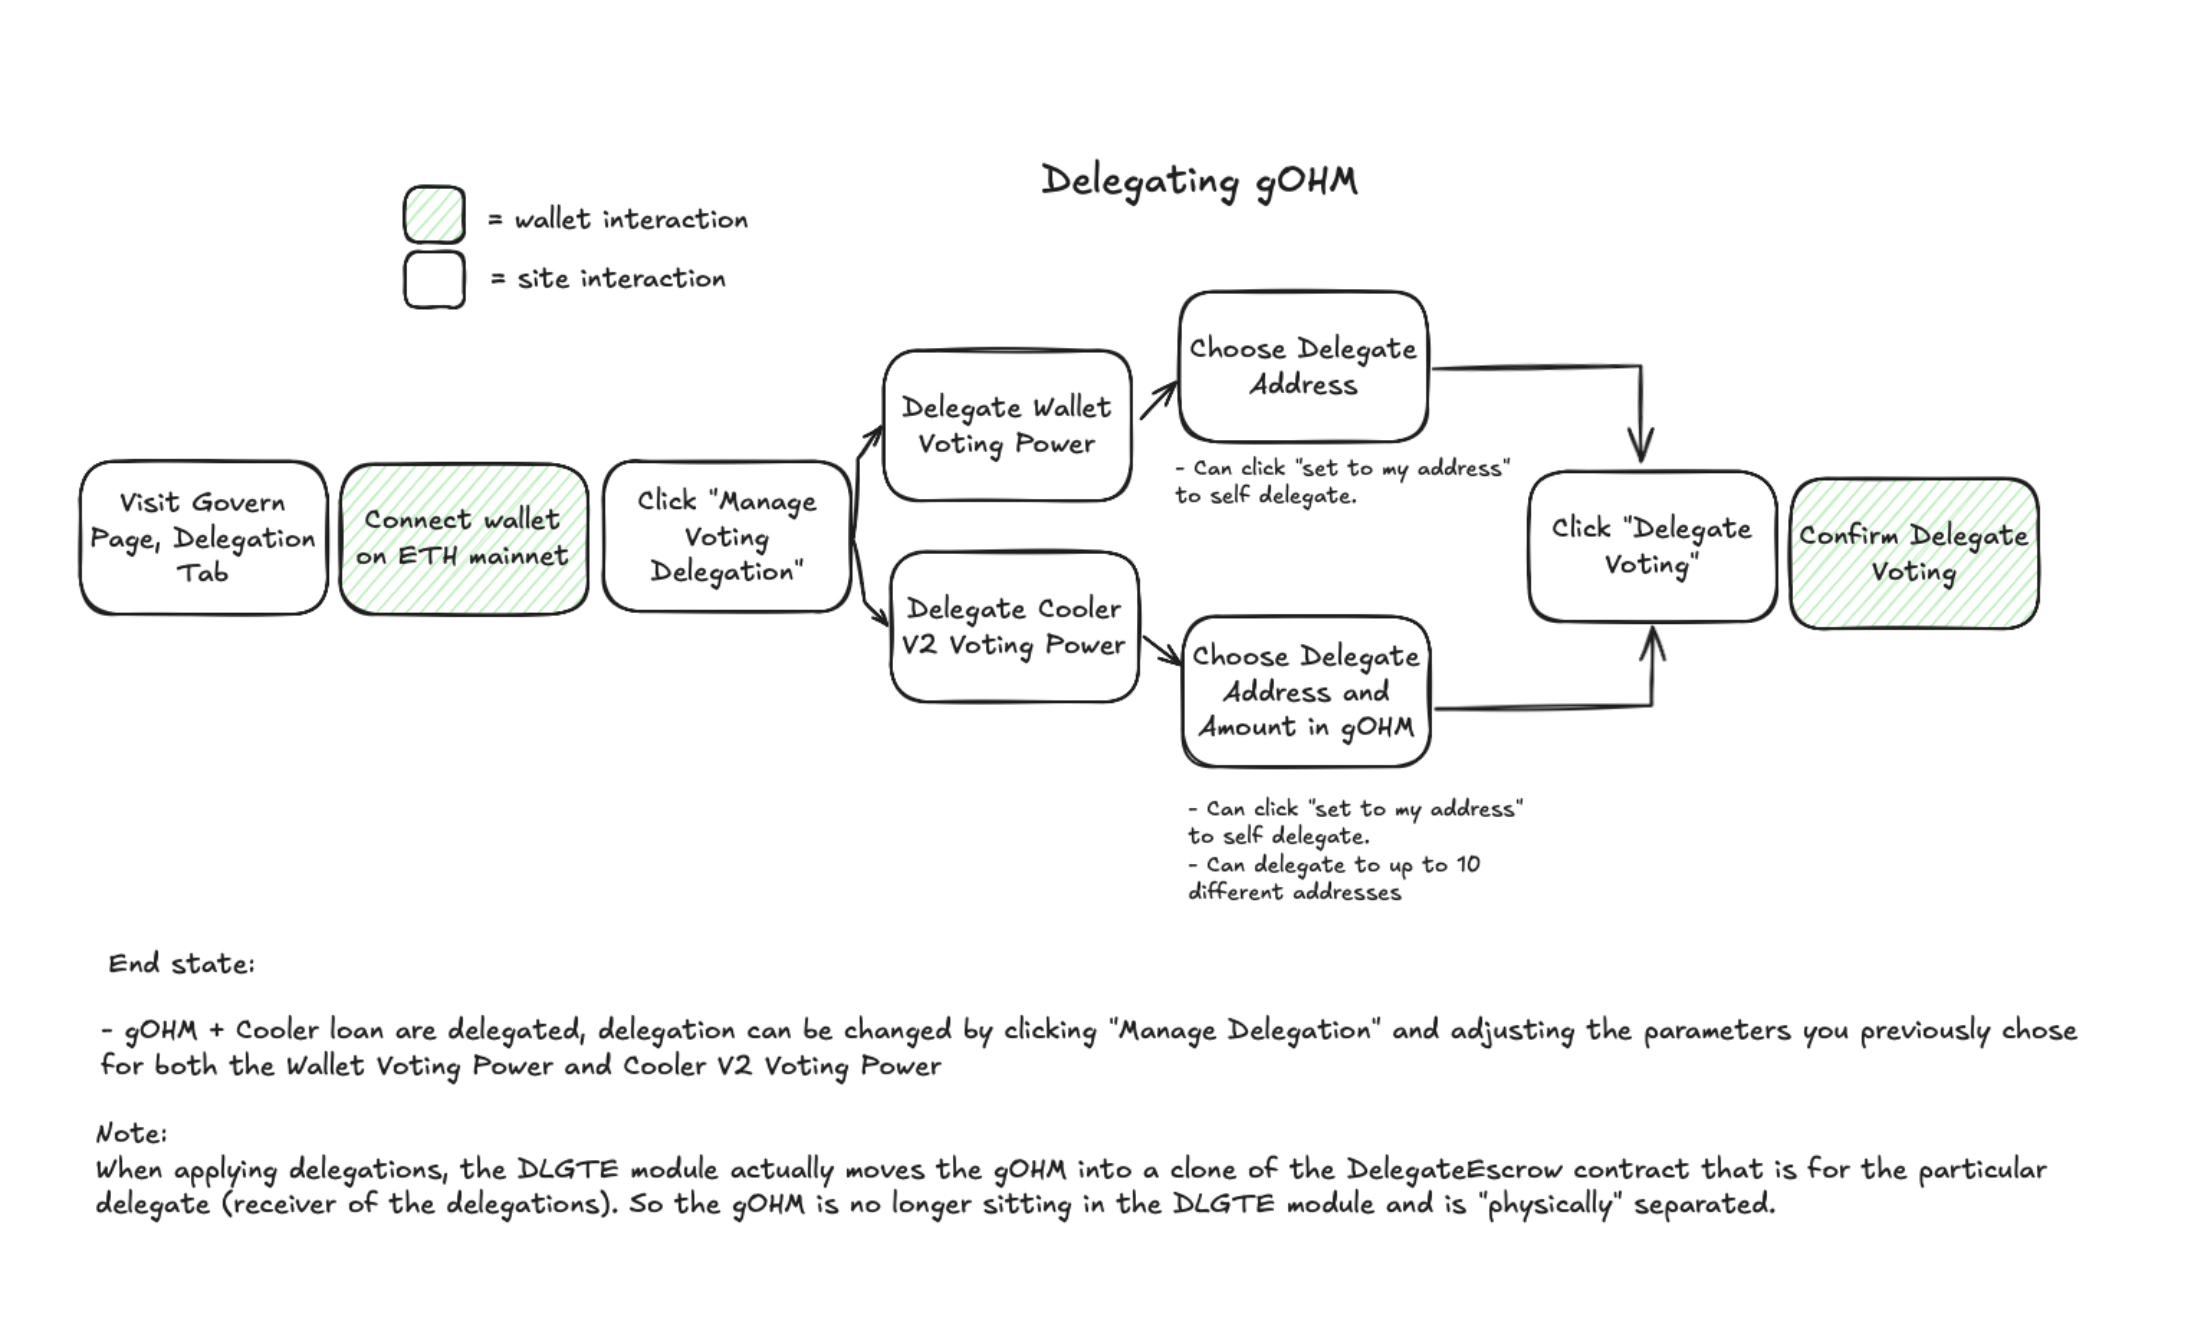 Delegating gOHM
= wallet interaction
= site interaction
Visit Govern
Page, Delegation
Tab
Connect wallet
on ETH mainnet
Click "Manage
Voting
Delegation"
Delegate Wallet
Voting Power
Choose Delegate
Address
- Can click "set to my address"
to self delegate.
Delegate Cooler
V2 Voting Power
Choose Delegate
Address and
Amount in gOHM
- Can click "set to my address"
to self delegate.
- Can delegate to up to 10
different addresses
Click "Delegate
Voting"
Confirm Delegate
Voting
End state:
- gOHM + Cooler loan are delegated, delegation can be changed by clicking "Manage Delegation" and adjusting the parameters you previously chose
for both the Wallet Voting Power and Cooler V2 Voting Power
Note:
When applying delegations, the DLGTE module actually moves the gOHM into a clone of the DelegateEscrow contract that is for the particular
delegate (receiver of the delegations). So the gOHM is no longer sitting in the DLGTE module and is "physically" separated.